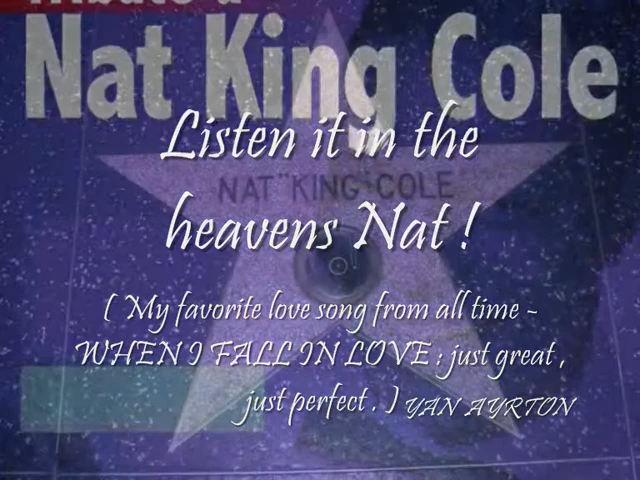 Tribute a
Nat King Cole
Listen it in the
NAT "KING" COLE
heavens Nat !
( My favorite love song from all time -
WHEN I FALL IN LOVE : just great ,
just perfect . ) YAN AYRTON